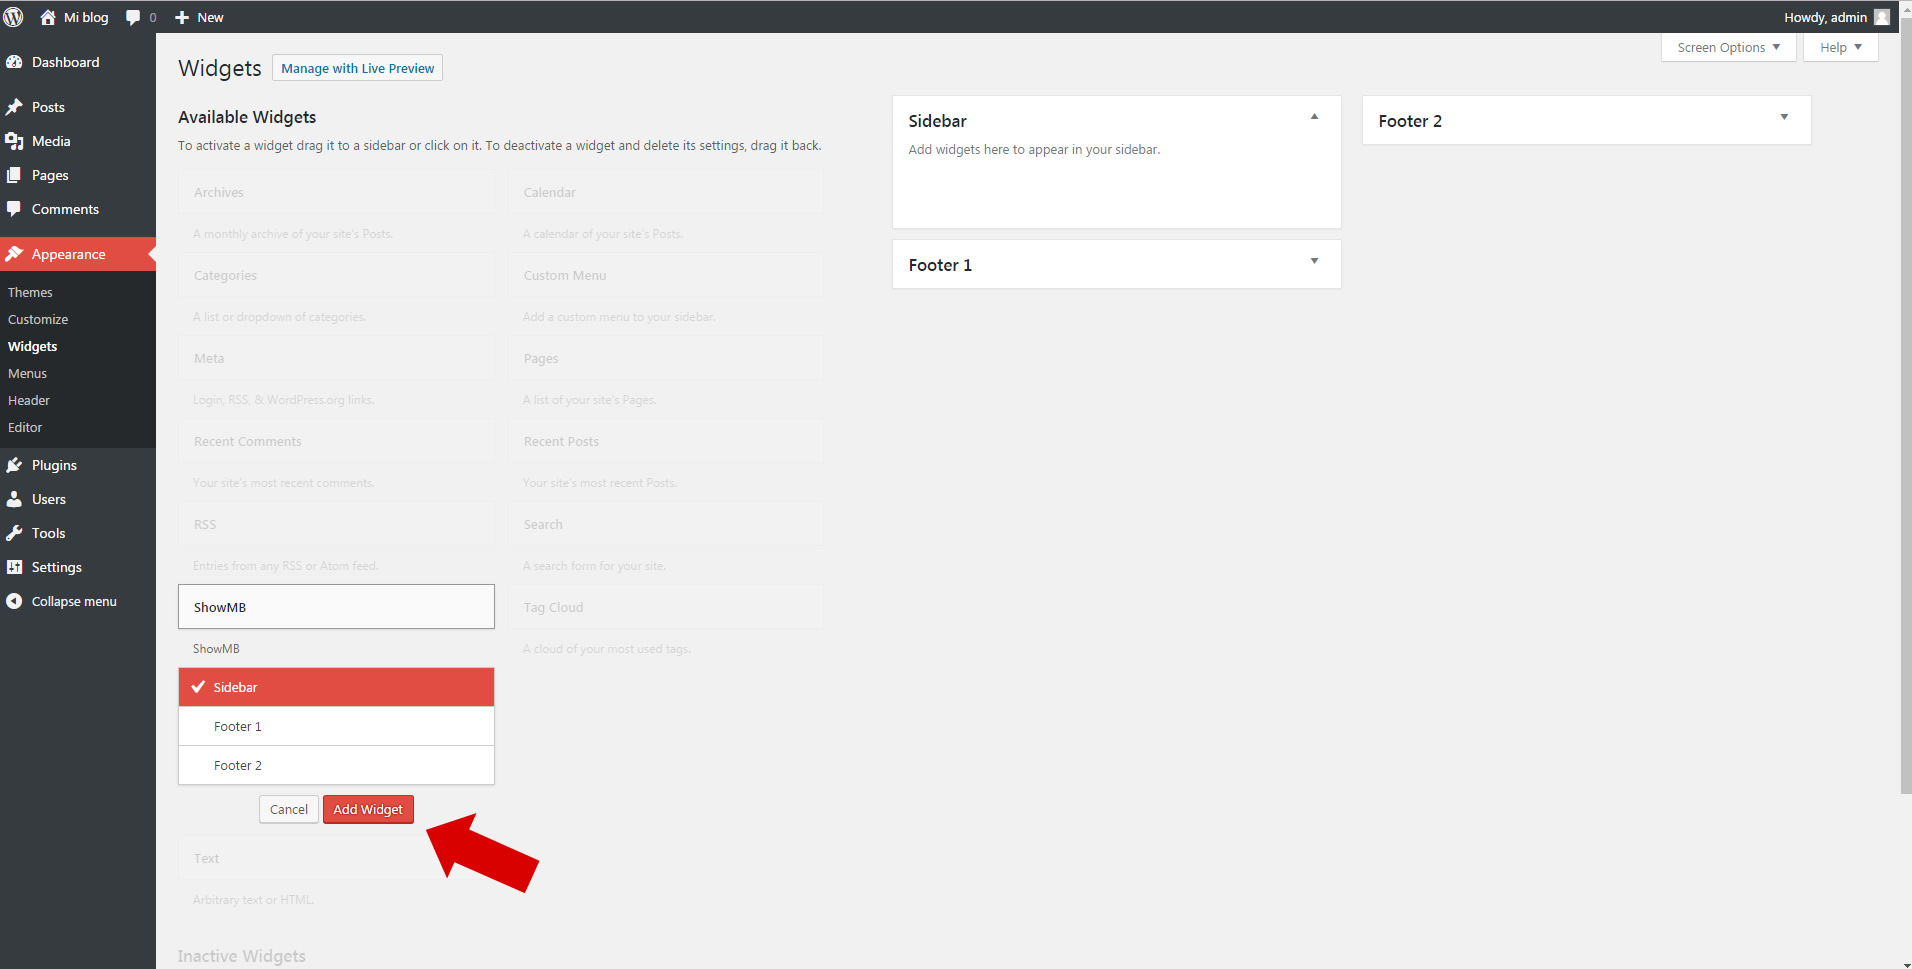 Mi blog
0
New
Howdy, admin
Dashboard
Posts
Media
Pages
Comments
Appearance
Themes
Customize
Widgets
Menus
Header
Editor
Plugins
Users
Tools
Settings
Collapse menu
Screen Options
Help
Widgets
Manage with Live Preview
Available Widgets
To activate a widget drag it to a sidebar or click on it. To deactivate a widget and delete its settings, drag it back.
Archives
A monthly archive of your site's Posts.
Calendar
A calendar of your site's Posts.
Categories
A list or dropdown of categories.
Custom Menu
Add a custom menu to your sidebar.
Meta
Login, RSS, & WordPress.org links.
Pages
A list of your site's Pages.
Recent Comments
Your site's most recent comments.
Recent Posts
Your site's most recent Posts.
RSS
Entries from any RSS or Atom feed.
Search
A search form for your site.
ShowMB
ShowMB
Tag Cloud
A cloud of your most used tags.
Sidebar
Footer 1
Footer 2
Cancel
Add Widget
Text
Arbitrary text or HTML.
Inactive Widgets
Sidebar
Add widgets here to appear in your sidebar.
Footer 1
Footer 2